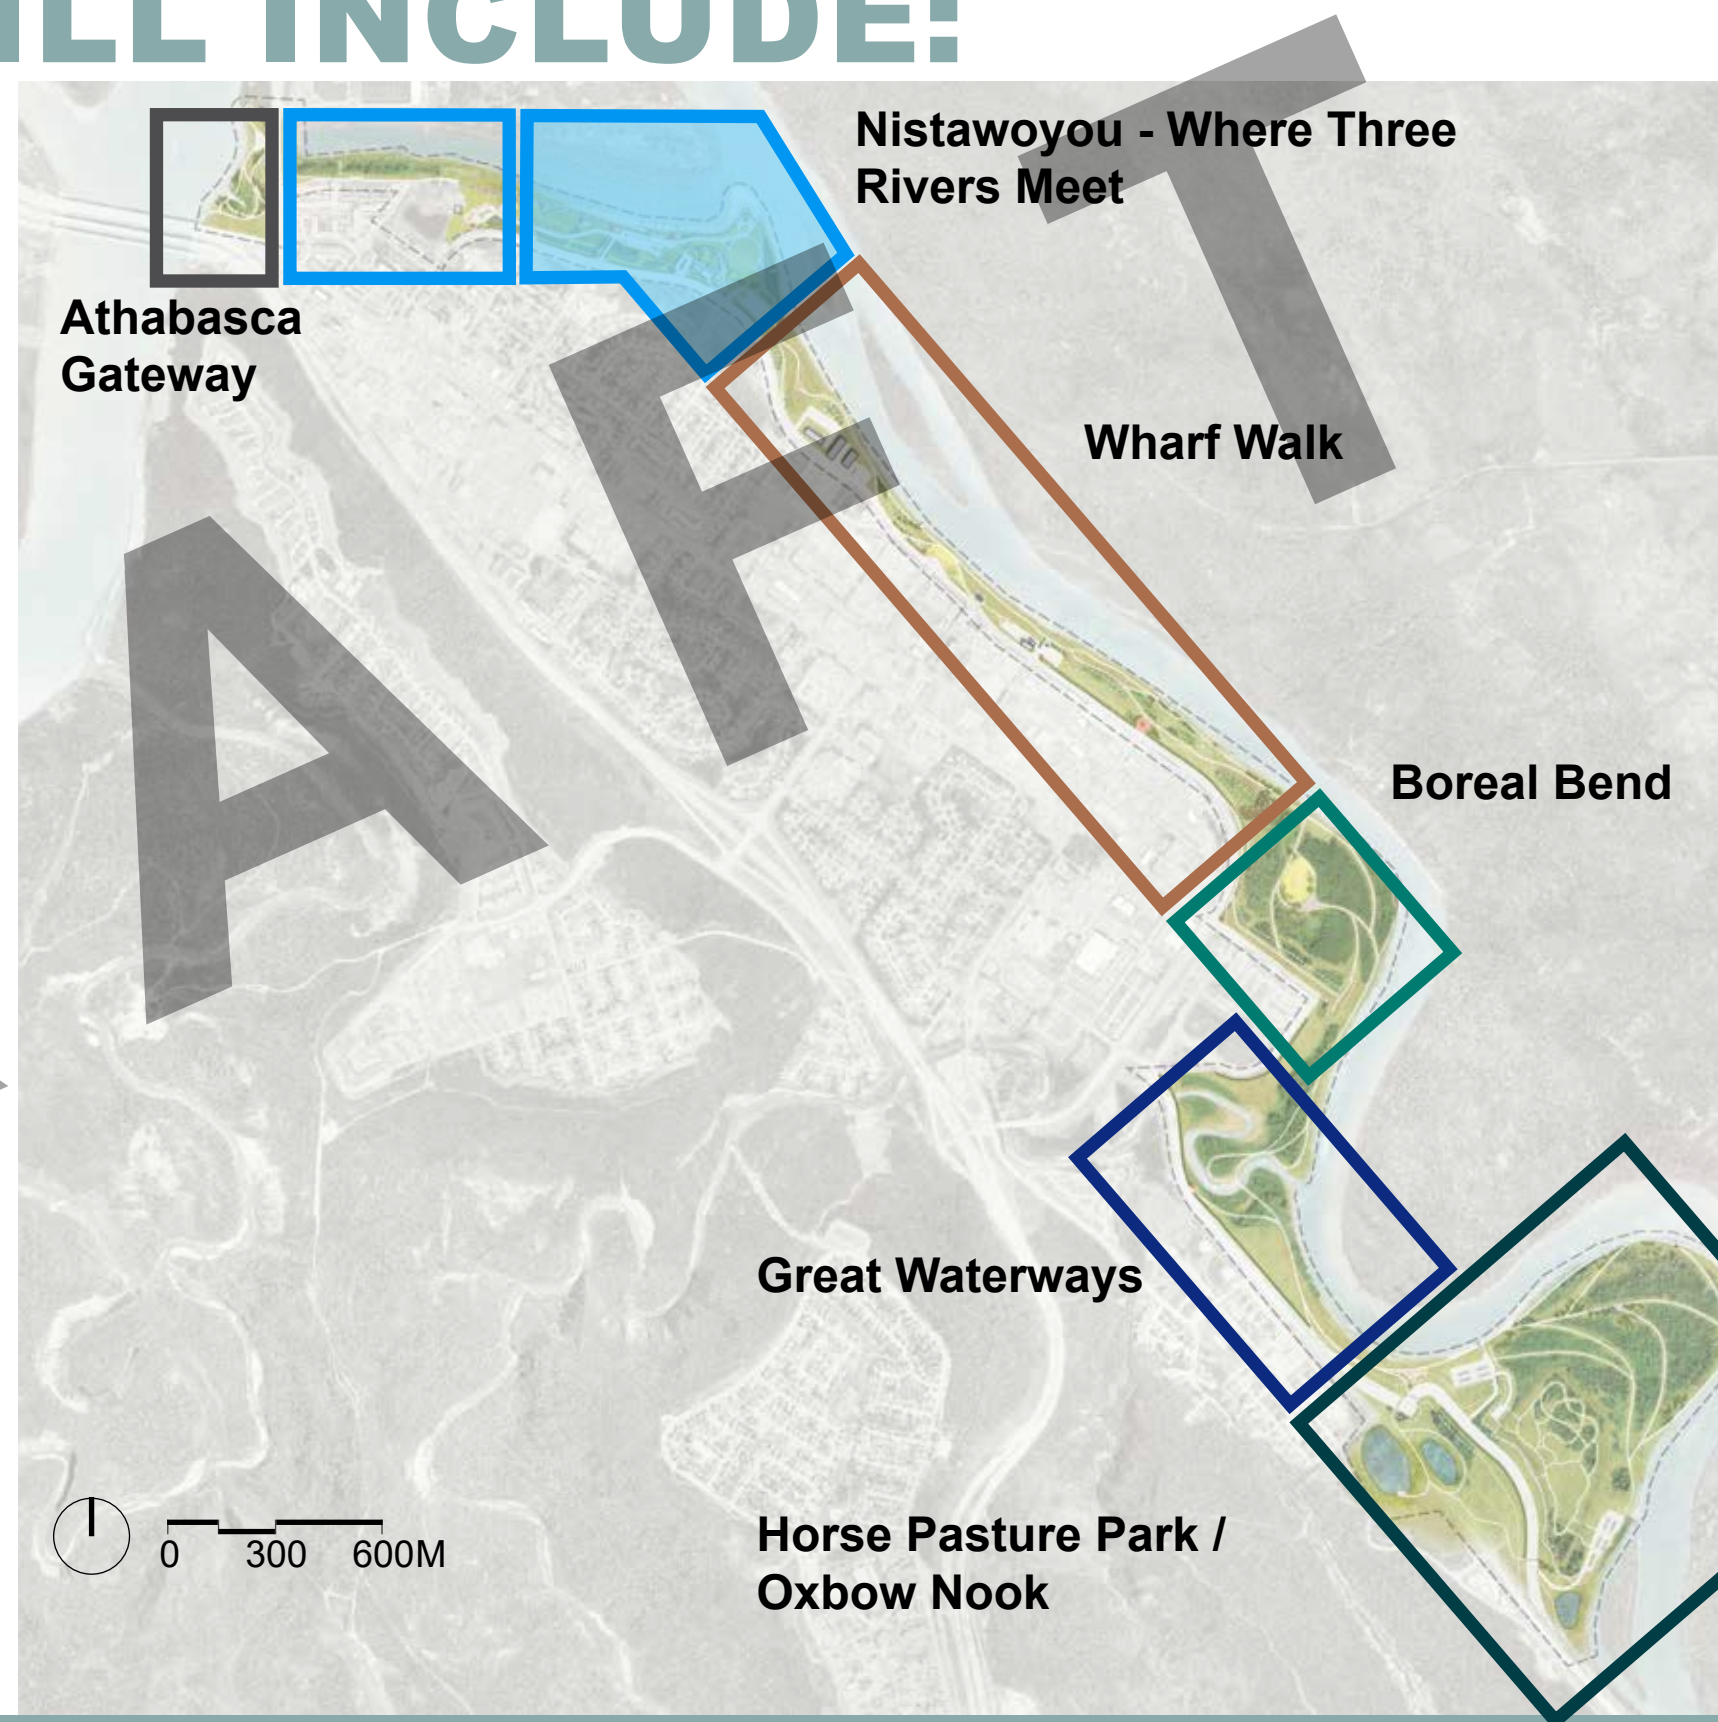 ILL INCLUDE:
Nistawoyou - Where Three
Rivers Meet
Athabasca
Gateway
Wharf Walk
Boreal Bend
Great Waterways
Horse Pasture Park /
Oxbow Nook
0 300 600M
A F T